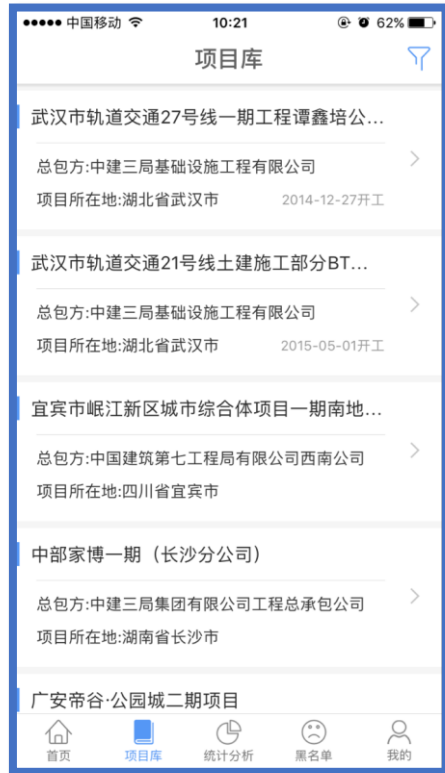 中国移动 10:21 62%
项目库
武汉市轨道交通27号线一期工程谭鑫培公...
总包方:中建三局基础设施工程有限公司
项目所在地:湖北省武汉市 2014-12-27开工
武汉市轨道交通21号线土建施工部分BT...
总包方:中建三局基础设施工程有限公司
项目所在地:湖北省武汉市 2015-05-01开工
宜宾市岷江新区城市综合体项目一期南地...
总包方:中国建筑第七工程局有限公司西南公司
项目所在地:四川省宜宾市
中部家博一期（长沙分公司）
总包方:中建三局集团有限公司工程总承包公司
项目所在地:湖南省长沙市
广安帝谷·公园城二期项目
首页 项目库 统计分析 黑名单 我的